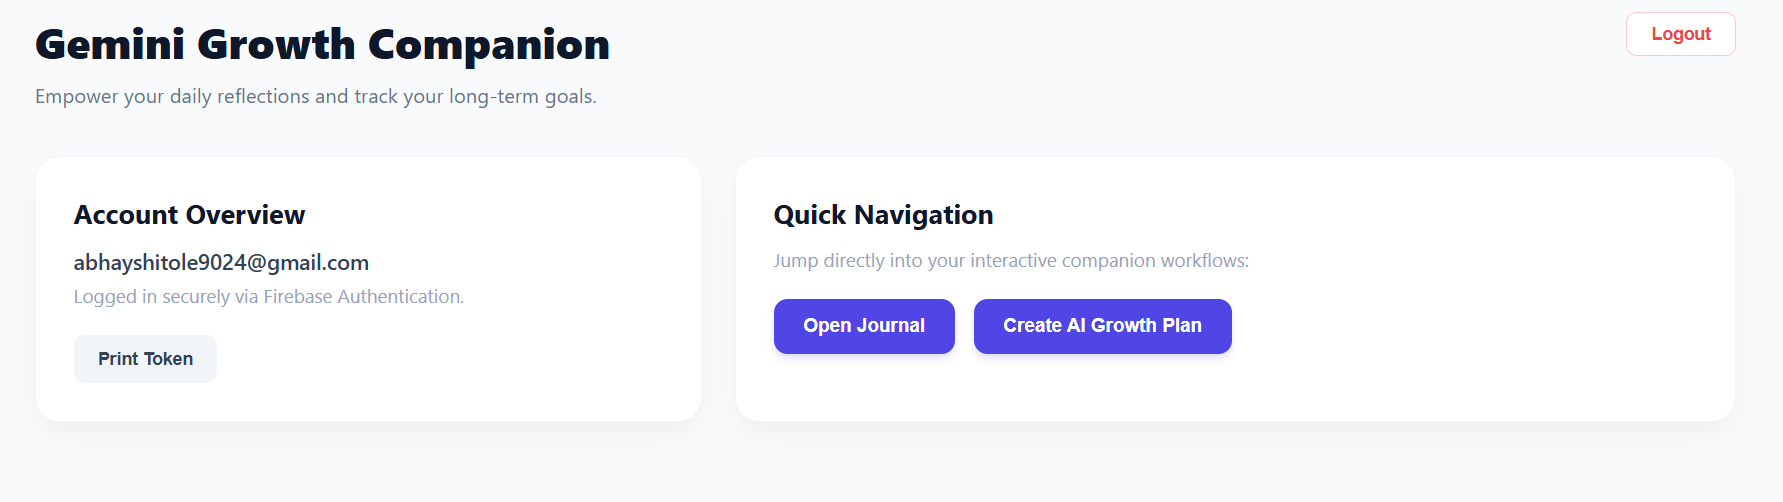 Gemini Growth Companion
Logout
Empower your daily reflections and track your long-term goals.
Account Overview
abhayshitole9024@gmail.com
Logged in securely via Firebase Authentication.
Print Token
Quick Navigation
Jump directly into your interactive companion workflows:
Open Journal
Create AI Growth Plan